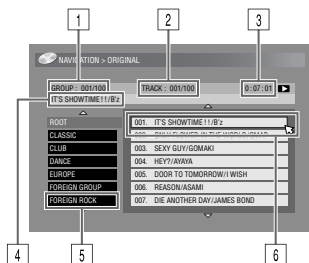 1
2
3
NAVIGATION > ORIGINAL
GROUP : 001/100
TRACK : 001/100
0:07:01
IT'S SHOWTIME!!/B'z
ROOT
CLASSIC
CLUB
DANCE
EUROPE
FOREIGN GROUP
FOREIGN ROCK
001. IT'S SHOWTIME!!/B'z
003. SEXY GUY/GOMAKI
004. HEY?/AYAYA
005. DOOR TO TOMORROW/I WISH
006. REASON/ASAMI
007. DIE ANOTHER DAY/JAMES BOND
4
5
6